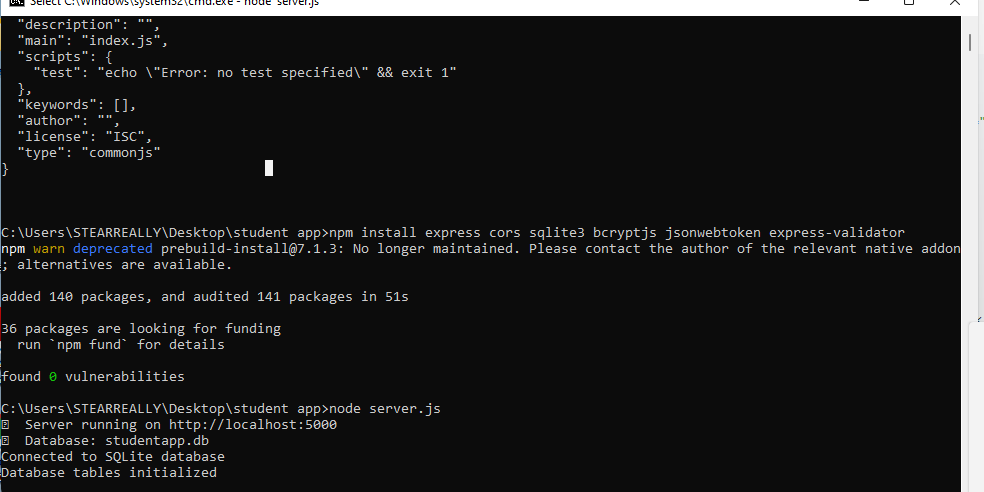 Select C:\Windows\system32\cmd.exe - node server.js
"description": "",
"main": "index.js",
"scripts": {
"test": "echo \"Error: no test specified\" && exit 1"
},
"keywords": [],
"author": "",
"license": "ISC",
"type": "commonjs"
}
C:\Users\STEARREALLY\Desktop\student app>npm install express cors sqlite3 bcryptjs jsonwebtoken express-validator
npm warn deprecated prebuild-install@7.1.3: No longer maintained. Please contact the author of the relevant native addon
; alternatives are available.
added 140 packages, and audited 141 packages in 51s
36 packages are looking for funding
run `npm fund` for details
found 0 vulnerabilities
C:\Users\STEARREALLY\Desktop\student app>node server.js
Server running on http://localhost:5000
Database: studentapp.db
Connected to SQLite database
Database tables initialized